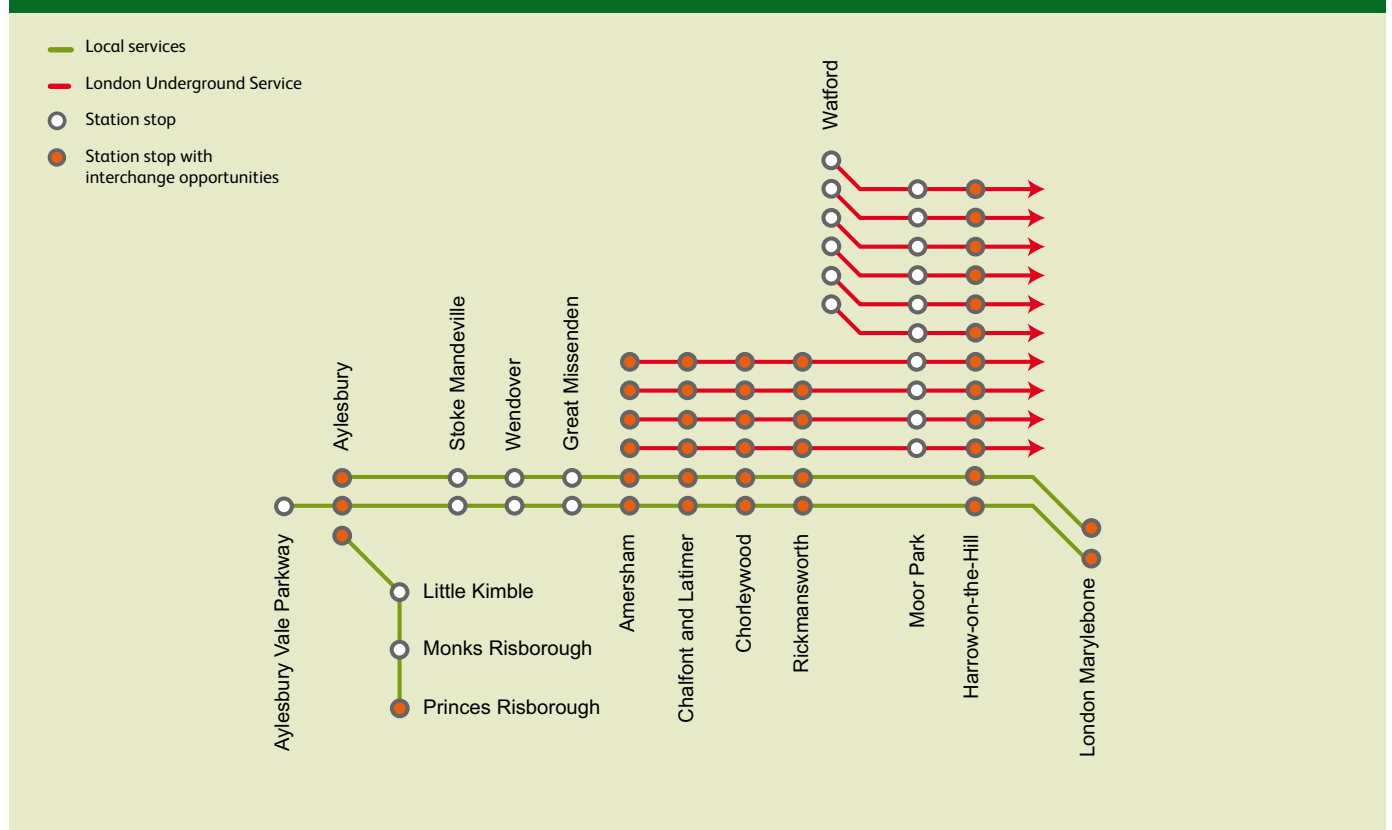 Local services
London Underground Service
Station stop
Station stop with
interchange opportunities
Watford
Aylesbury
Stoke Mandeville
Wendover
Great Missenden
Aylesbury Vale Parkway
Little Kimble
Monks Risborough
Princes Risborough
Amersham
Chalfont and Latimer
Chorleywood
Rickmansworth
Moor Park
Harrow-on-the-Hill
London Marylebone